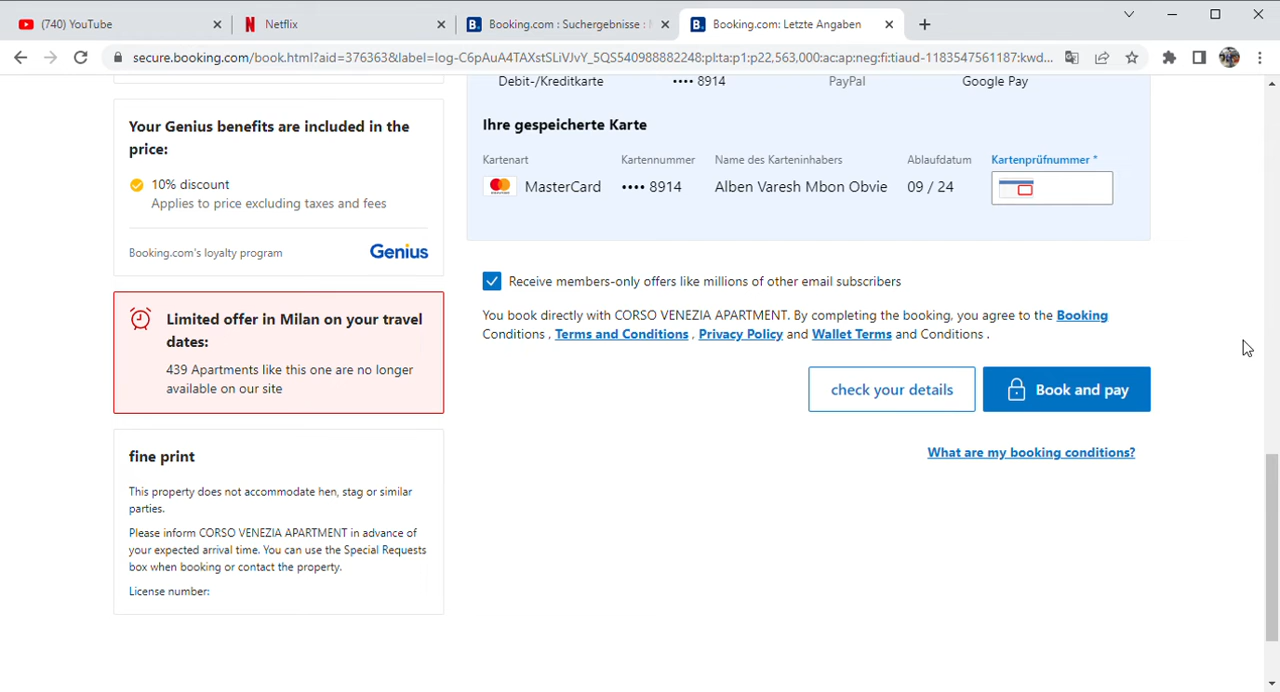 (740) YouTube
Netflix
Booking.com : Suchergebnisse :
Booking.com: Letzte Angaben
secure.booking.com/book.html?aid=376363&label=log-C6pAuA4TAXstSLiVJvY_5QS540988882248:pl:ta:p1:p22,563,000:ac:ap:neg:fi:tiaud-1183547561187:kwd...
Debit-/Kreditkarte
•••• 8914
PayPal
Google Pay
Your Genius benefits are included in the
price:
10% discount
Applies to price excluding taxes and fees
Booking.com's loyalty program
Genius
Limited offer in Milan on your travel
dates:
439 Apartments like this one are no longer
available on our site
fine print
This property does not accommodate hen, stag or similar
parties.
Please inform CORSO VENEZIA APARTMENT in advance of
your expected arrival time. You can use the Special Requests
box when booking or contact the property.
License number:
Ihre gespeicherte Karte
Kartenart Kartennummer Name des Karteninhabers Ablaufdatum Kartenprüfnummer *
MasterCard •••• 8914 Alben Varesh Mbon Obvie 09 / 24
Receive members-only offers like millions of other email subscribers
You book directly with CORSO VENEZIA APARTMENT. By completing the booking, you agree to the Booking
Conditions , Terms and Conditions , Privacy Policy and Wallet Terms and Conditions .
check your details
Book and pay
What are my booking conditions?